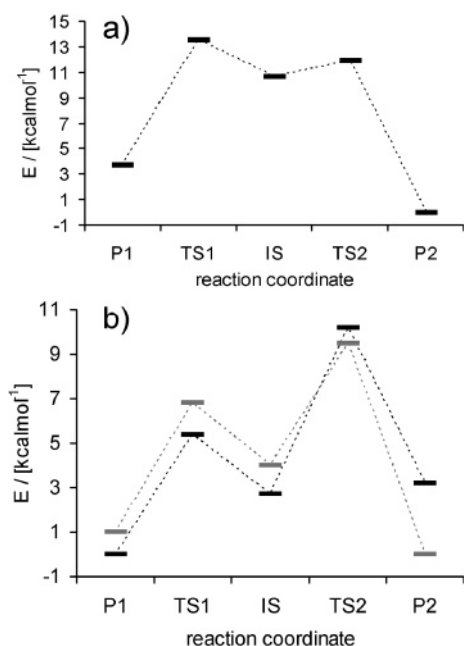 a)
E / [kcalmol⁻¹]
15
13
11
9
7
5
3
1
-1
P1 TS1 IS TS2 P2
reaction coordinate
b)
E / [kcalmol⁻¹]
11
9
7
5
3
1
-1
P1 TS1 IS TS2 P2
reaction coordinate